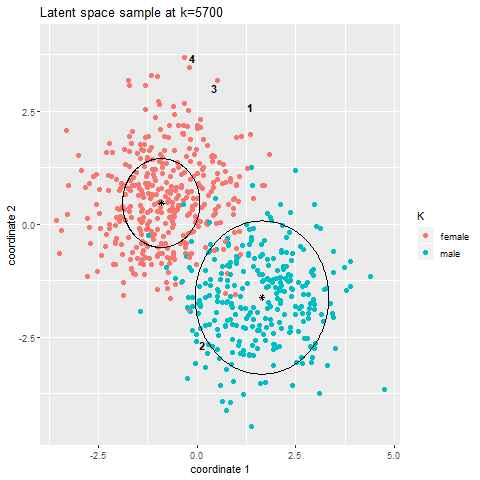 Latent space sample at k=5700
4
3
1
2.5
0.0
-2.5
2
coordinate 2
-2.5
0.0
2.5
5.0
coordinate 1
K
female
male